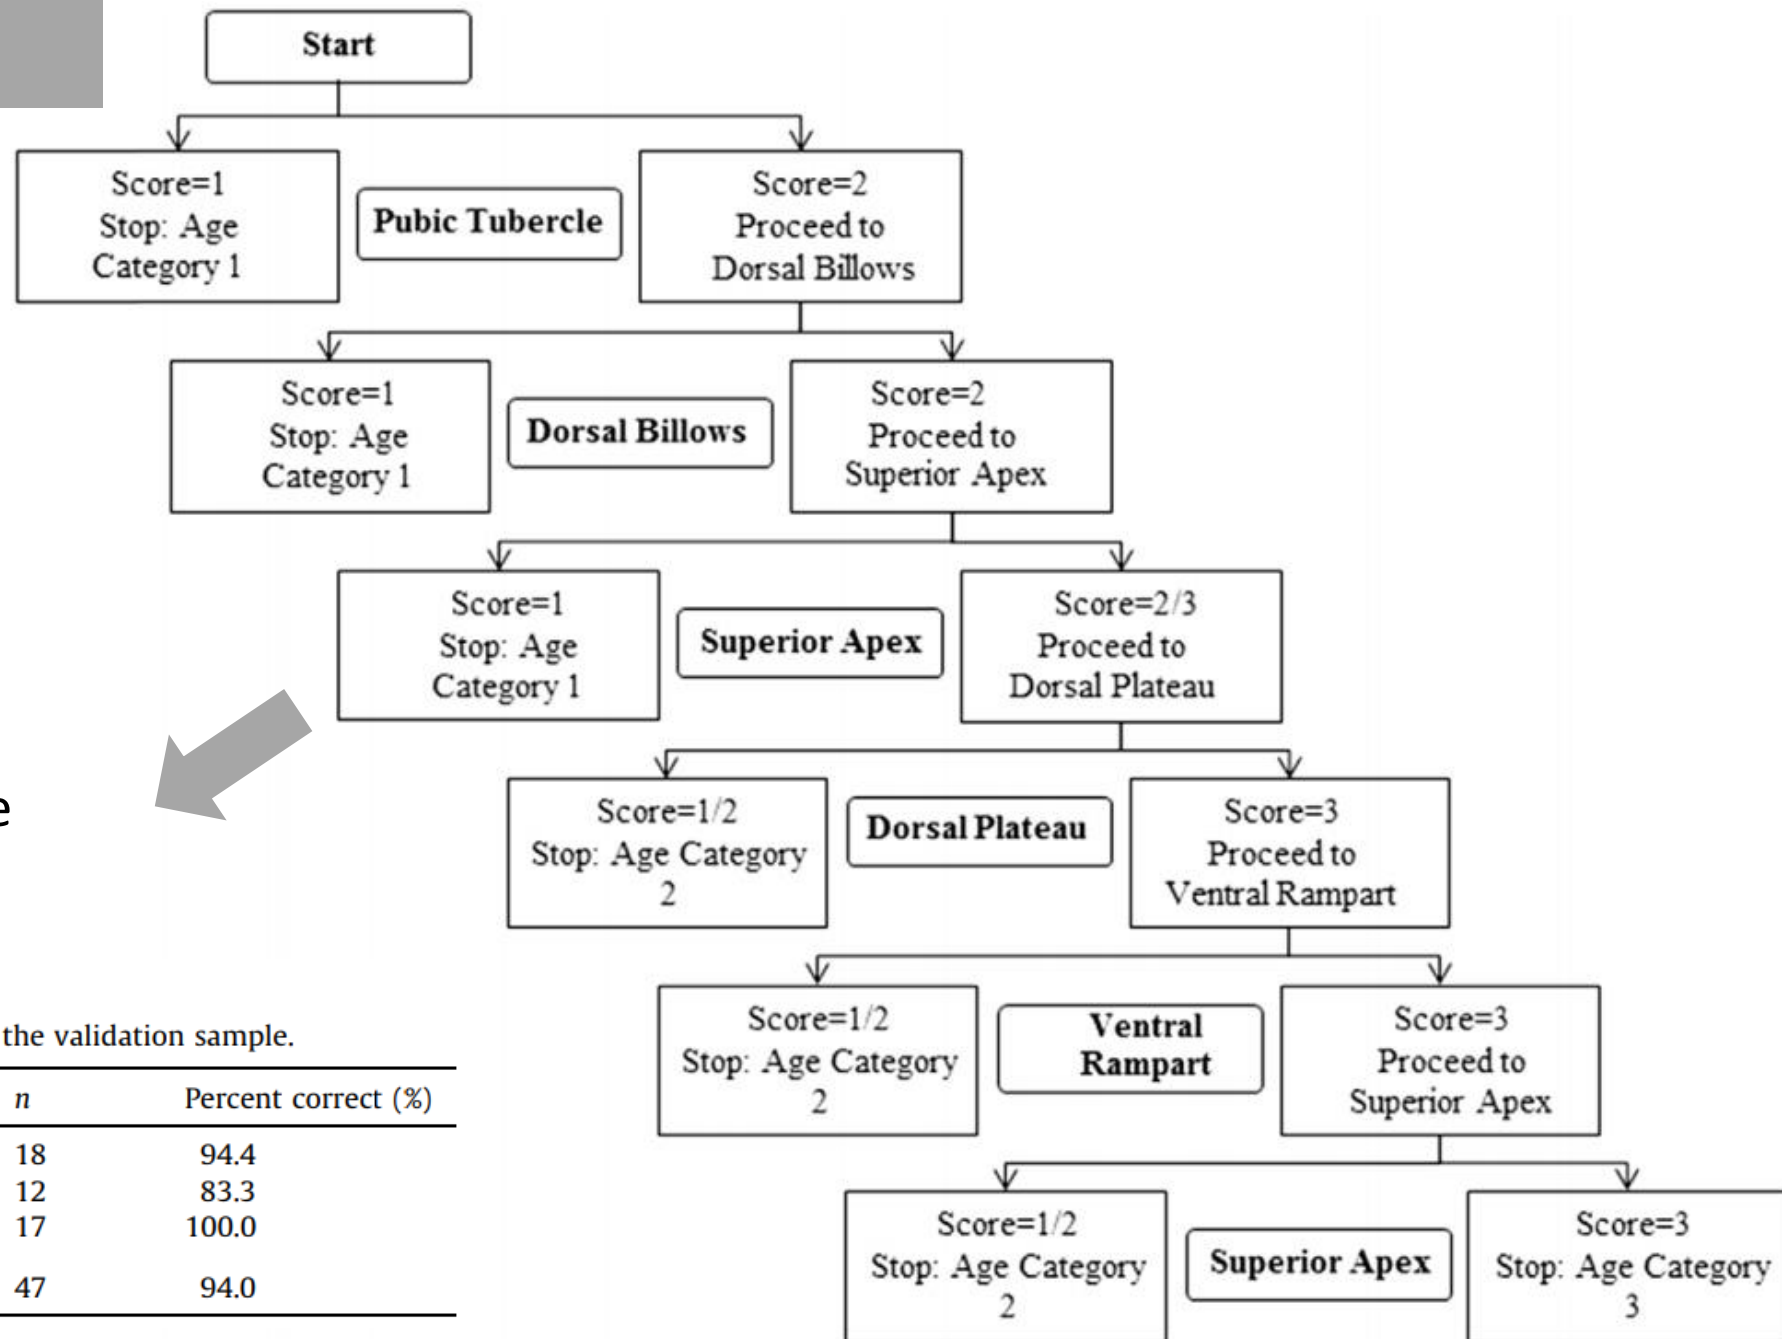 Start
Score=1
Stop: Age
Category 1
Pubic Tubercle
Score=2
Proceed to
Dorsal Billows
Score=1
Stop: Age
Category 1
Dorsal Billows
Score=2
Proceed to
Superior Apex
Score=1
Stop: Age
Category 1
Superior Apex
Score=2/3
Proceed to
Dorsal Plateau
e
Score=1/2
Stop: Age Category
2
Dorsal Plateau
Score=3
Proceed to
Ventral Rampart
Score=1/2
Stop: Age Category
2
Ventral
Rampart
Score=3
Proceed to
Superior Apex
Score=1/2
Stop: Age Category
2
Superior Apex
Score=3
Stop: Age Category
3
the validation sample.
n Percent correct (%)
18 94.4
12 83.3
17 100.0
47 94.0